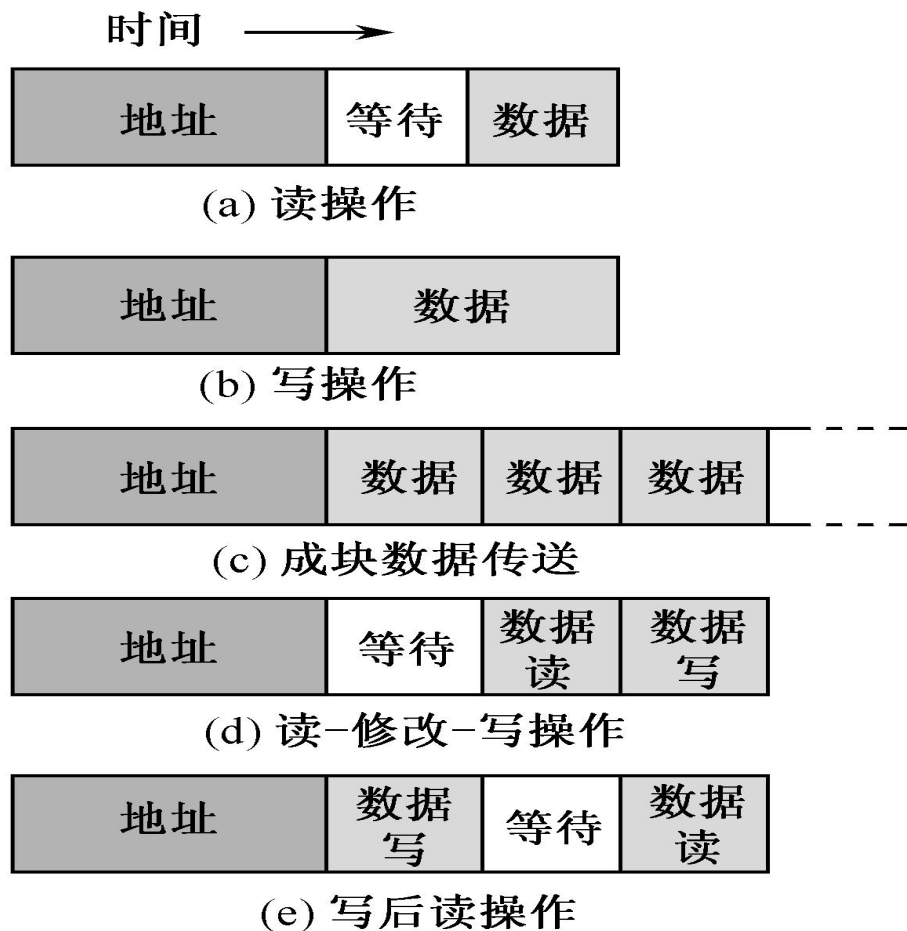 时间
地址 等待 数据
(a) 读操作
地址 数据
(b) 写操作
地址 数据 数据 数据
(c) 成块数据传送
地址 等待 数据读 数据写
(d) 读-修改-写操作
地址 数据写 等待 数据读
(e) 写后读操作